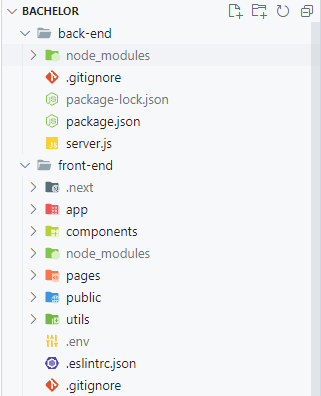 BACHELOR
back-end
node_modules
.gitignore
package-lock.json
package.json
server.js
front-end
.next
app
components
node_modules
pages
public
utils
.env
.eslintrc.json
.gitignore